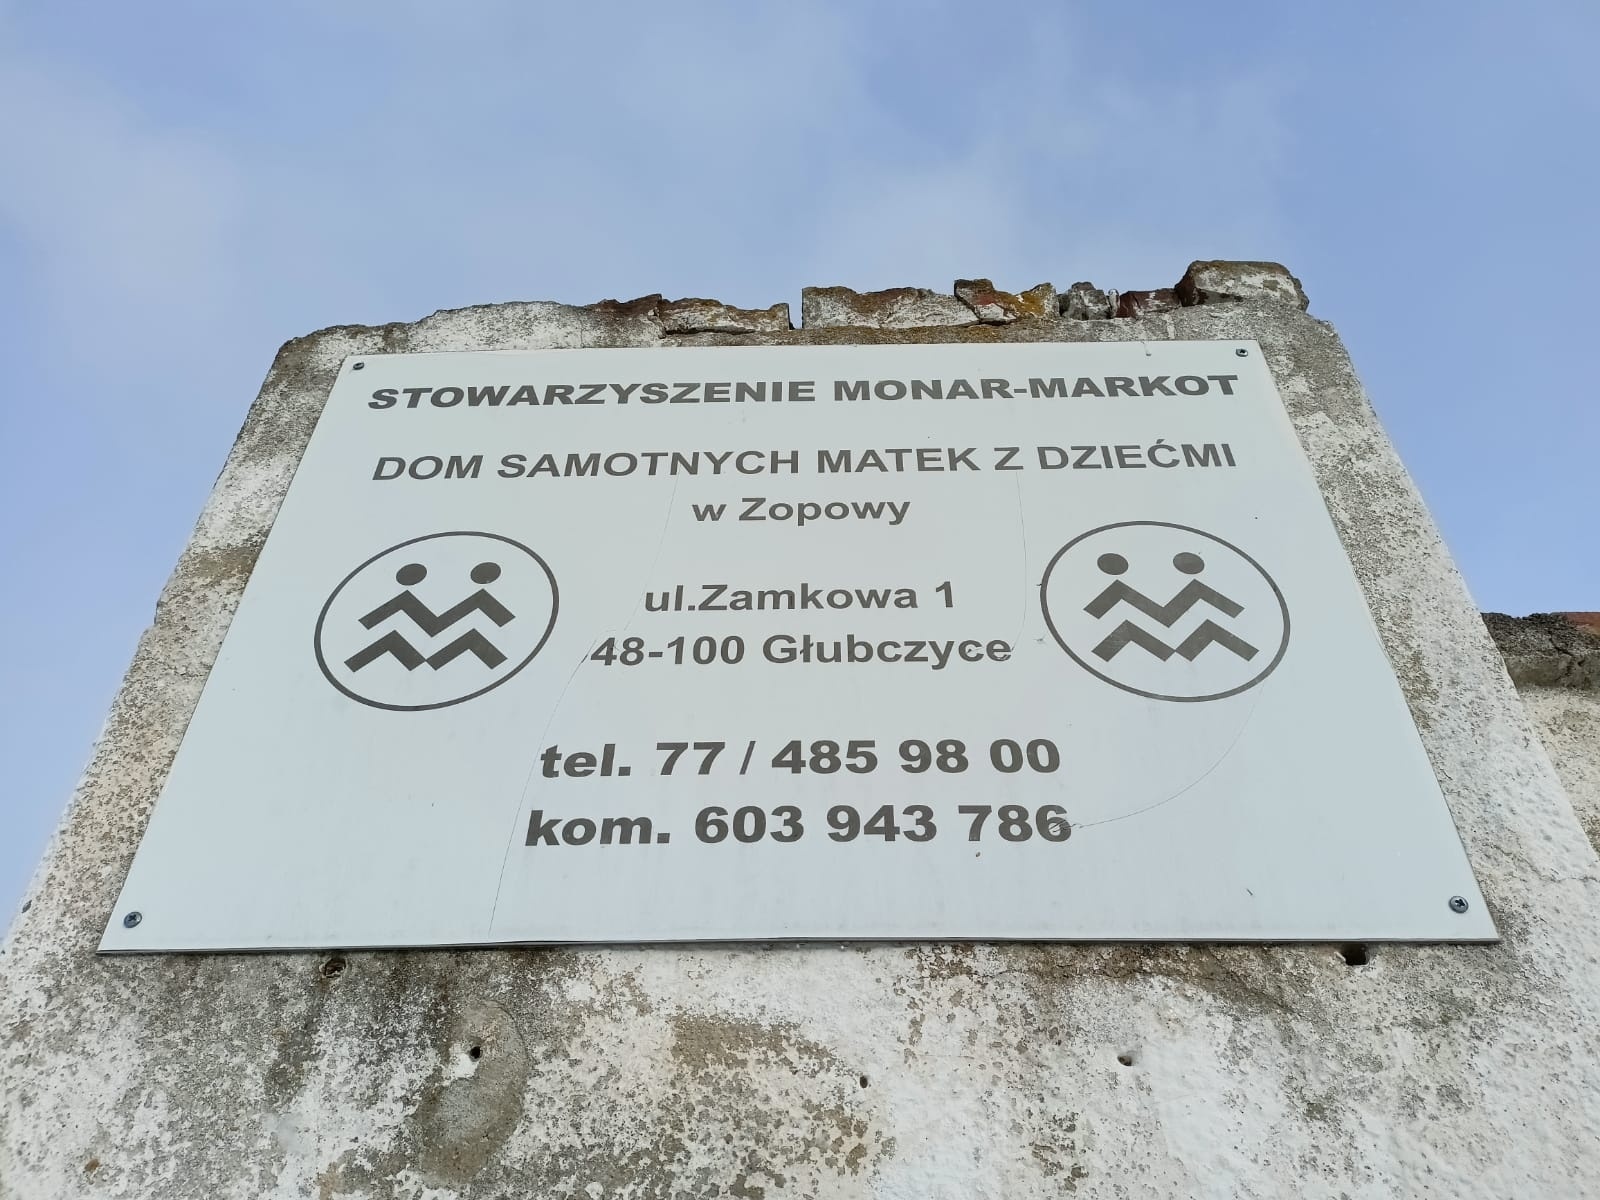 STOWARZYSZENIE MONAR-MARKOT
DOM SAMOTNYCH MATEK Z DZIEĆMI
w Zopowy
ul.Zamkowa 1
48-100 Głubczyce
tel. 77 / 485 98 00
kom. 603 943 786